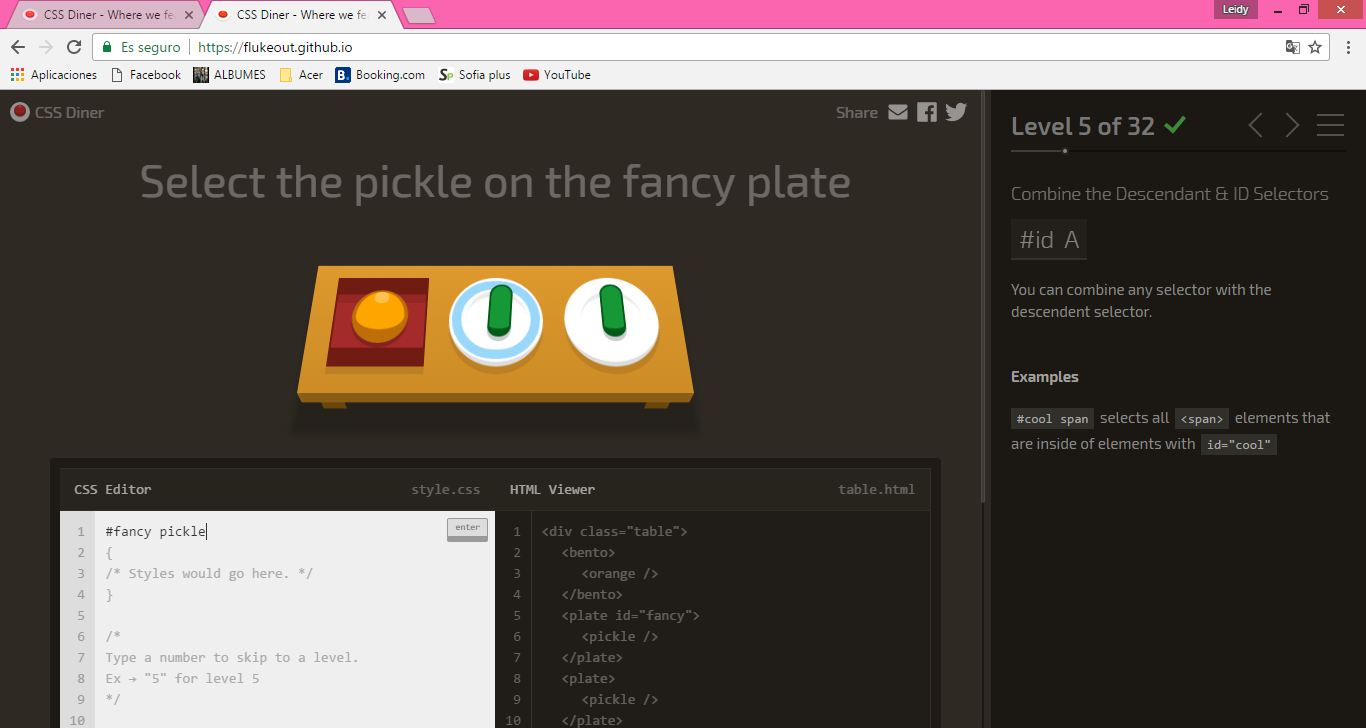 CSS Diner - Where we fe
CSS Diner - Where we fe
Leidy
Es seguro
https://flukeout.github.io
Aplicaciones
Facebook
ALBUMES
Acer
B.
Booking.com
SP
Sofia plus
YouTube
CSS Diner
Share
Select the pickle on the fancy plate
CSS Editor
style.css
enter
1 #fancy pickle
2 {
3 /* Styles would go here. */
4 }
5
6 /*
7 Type a number to skip to a level.
8 Ex → "5" for level 5
9 */
10
HTML Viewer
table.html
1 <div class="table">
2 <bento>
3 <orange />
4 </bento>
5 <plate id="fancy">
6 <pickle />
7 </plate>
8 <plate>
9 <pickle />
10 </plate>
Level 5 of 32
Combine the Descendant & ID Selectors
#id A
You can combine any selector with the
descendent selector.
Examples
#cool span selects all <span> elements that
are inside of elements with id="cool"